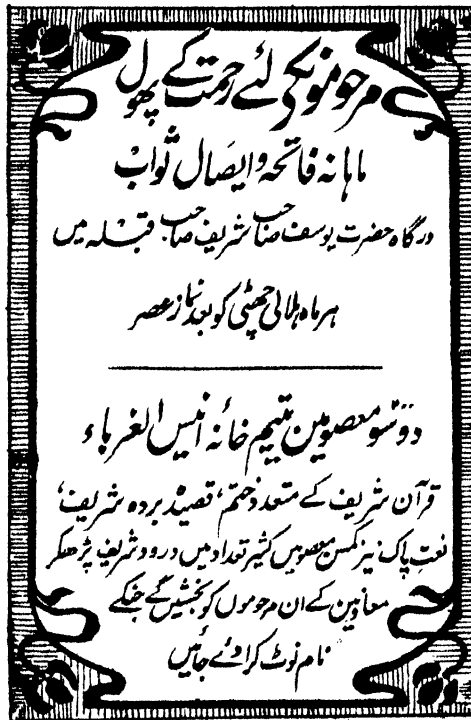 مرحوموں کے لئے رحمت کے پھول
ماہانہ فاتحہ و ایصال ثواب
درگاہ حضرت یوسف صاحب شریف صاحب قبلہ میں
ہر ماہ ہلالی چھٹی کو بعد نماز عصر
دو سو معصومین یتیم خانہ انیس الغرباء
قرآن شریف کے متعدد ختم، قصیدہ بردہ شریف،
نعت پاک نیز کمسن معصومین کثیر تعداد میں درود شریف پڑھکر
معاونین کے ان مرحوموں کو بخشیں گے جنکے
نام نوٹ کروائے جائیں